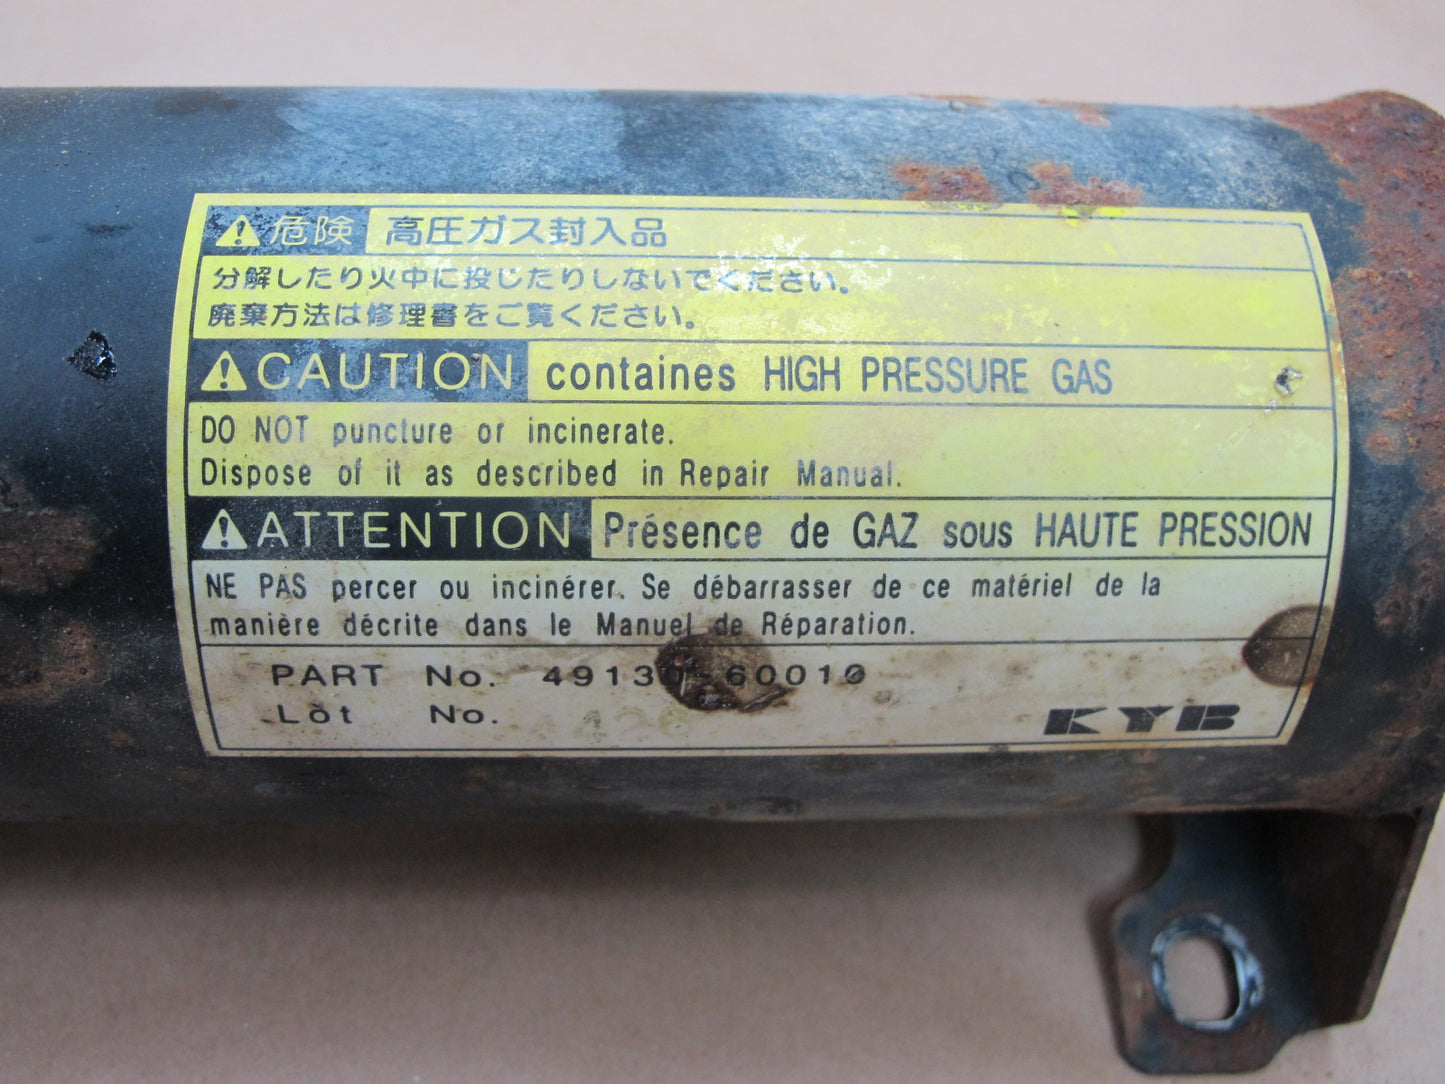 危険 高圧ガス封入品
分解したり火中に投じたりしないでください。
廃棄方法は修理書をご覧ください。
CAUTION containes HIGH PRESSURE GAS
DO NOT puncture or incinerate.
Dispose of it as described in Repair Manual.
ATTENTION Présence de GAZ sous HAUTE PRESSION
NE PAS percer ou incinérer. Se débarrasser de ce matériel de la
manière décrite dans le Manuel de Réparation.
PART No. 49130-60010
Lot No.
KYB